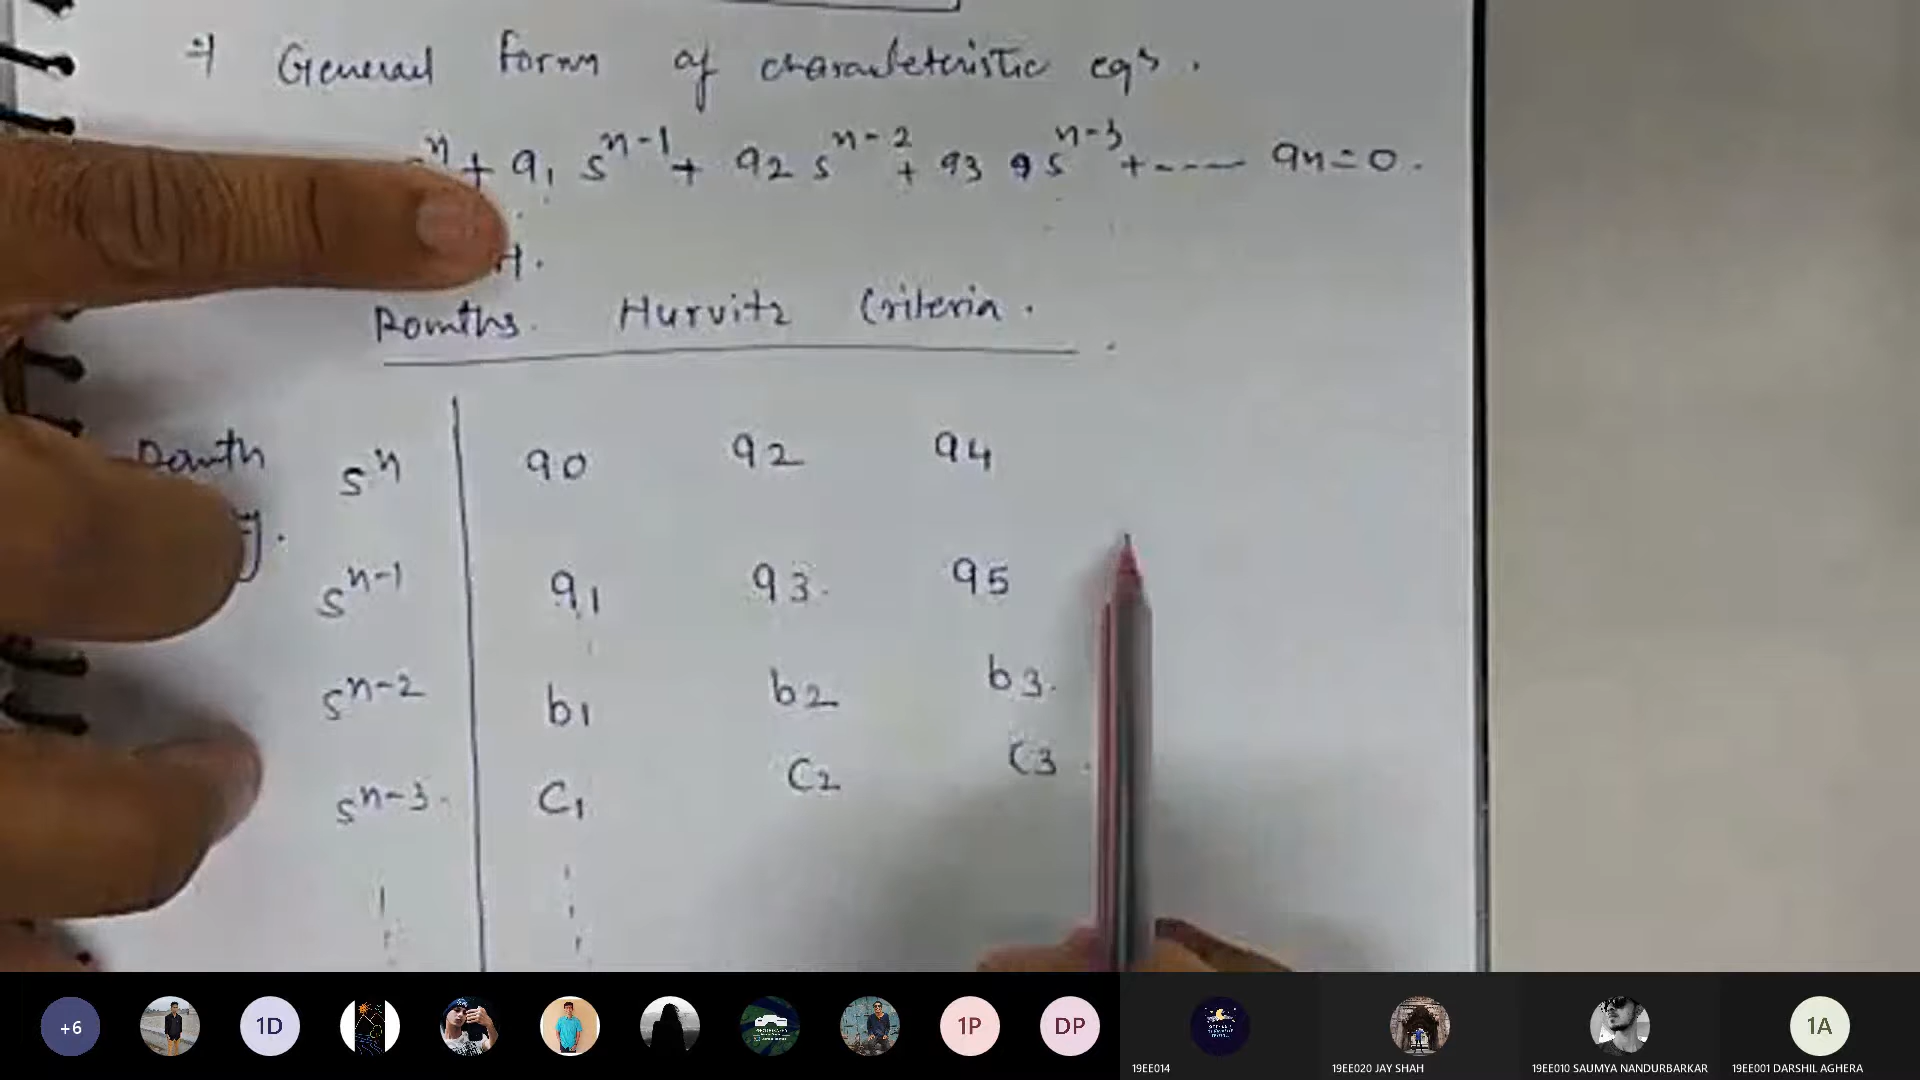 General form of characteristic eqn.
n + a1 s^n-1 + a2 s^n-2 + a3 s^n-3 + ---- an = 0.
Rouths. Hurvitz Criteria.
Routh s^n a0 a2 a4
y.
s^n-1 a1 a3. a5
s^n-2 b1 b2 b3.
s^n-3. C1 C2 C3.
+6 1D 1P DP 1A
19EE014 19EE020 JAY SHAH 19EE010 SAUMYA NANDURBARKAR 19EE001 DARSHIL AGHERA